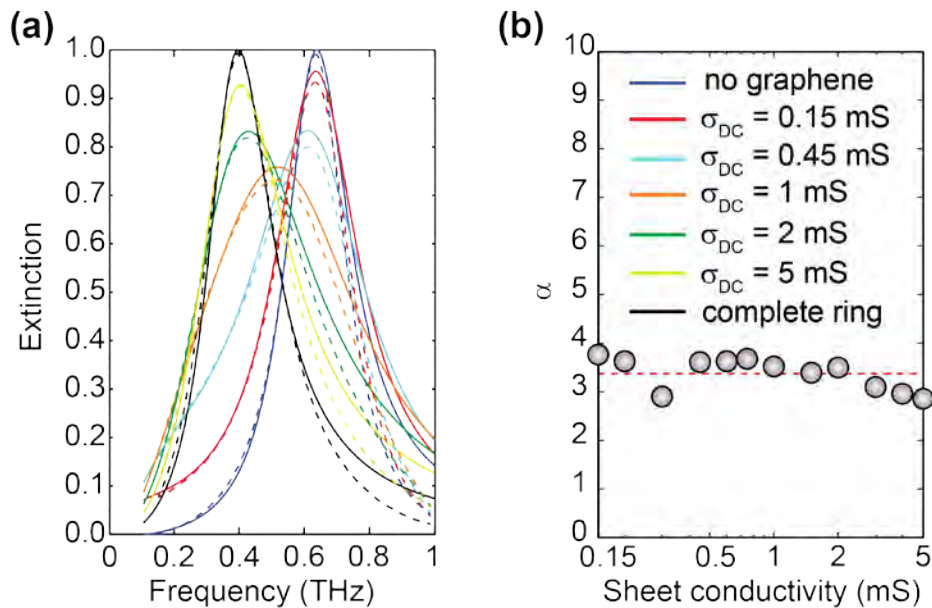 (a)
1.0
0.9
0.8
0.7
0.6
0.5
0.4
0.3
0.2
0.1
0.0
Extinction
0 0.2 0.4 0.6 0.8 1
Frequency (THz)
(b)
10
9
8
7
6
5
4
3
2
1
0
α
no graphene
σDC = 0.15 mS
σDC = 0.45 mS
σDC = 1 mS
σDC = 2 mS
σDC = 5 mS
complete ring
0.15 0.5 1 2 5
Sheet conductivity (mS)